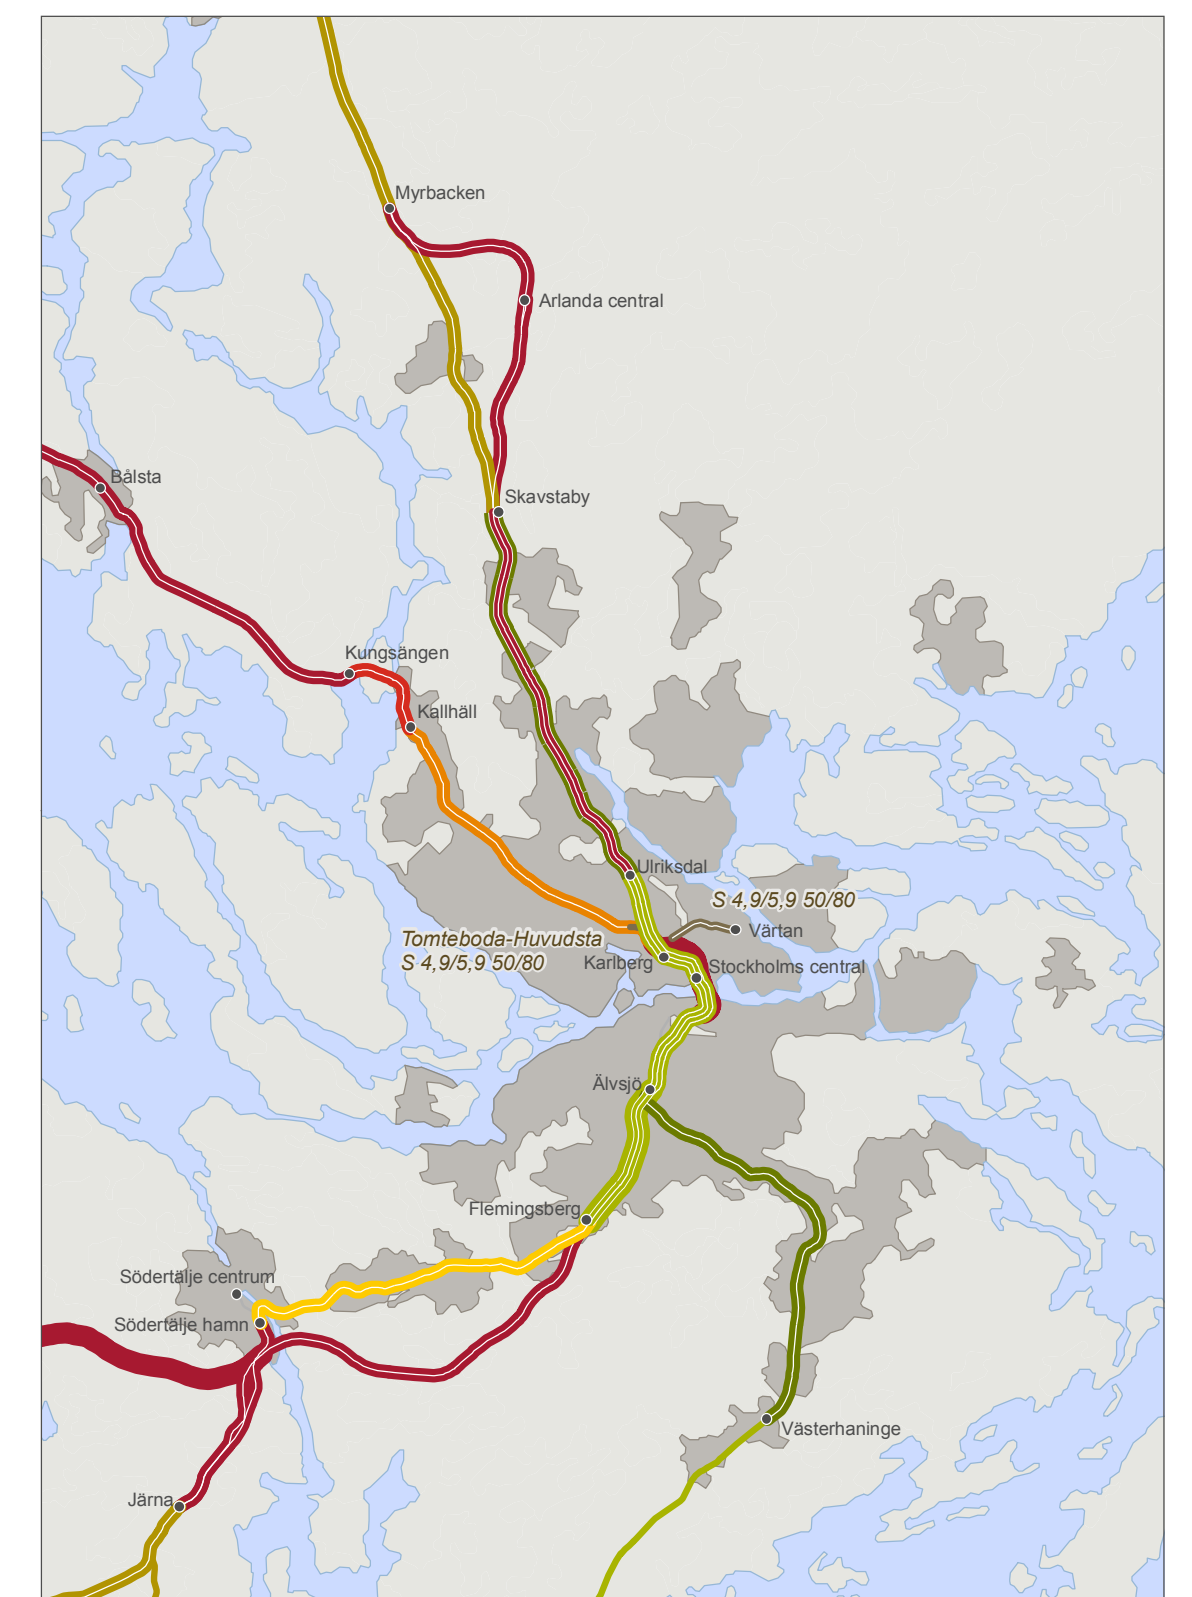 Myrbacken
Arlanda central
Bålsta
Skavstaby
Kungsängen
Kallhäll
Ulriksdal
S 4,9/5,9 50/80
Värtan
Tomteboda-Huvudsta
S 4,9/5,9 50/80
Karlberg
Stockholms central
Älvsjö
Flemingsberg
Södertälje centrum
Södertälje hamn
Västerhaninge
Järna